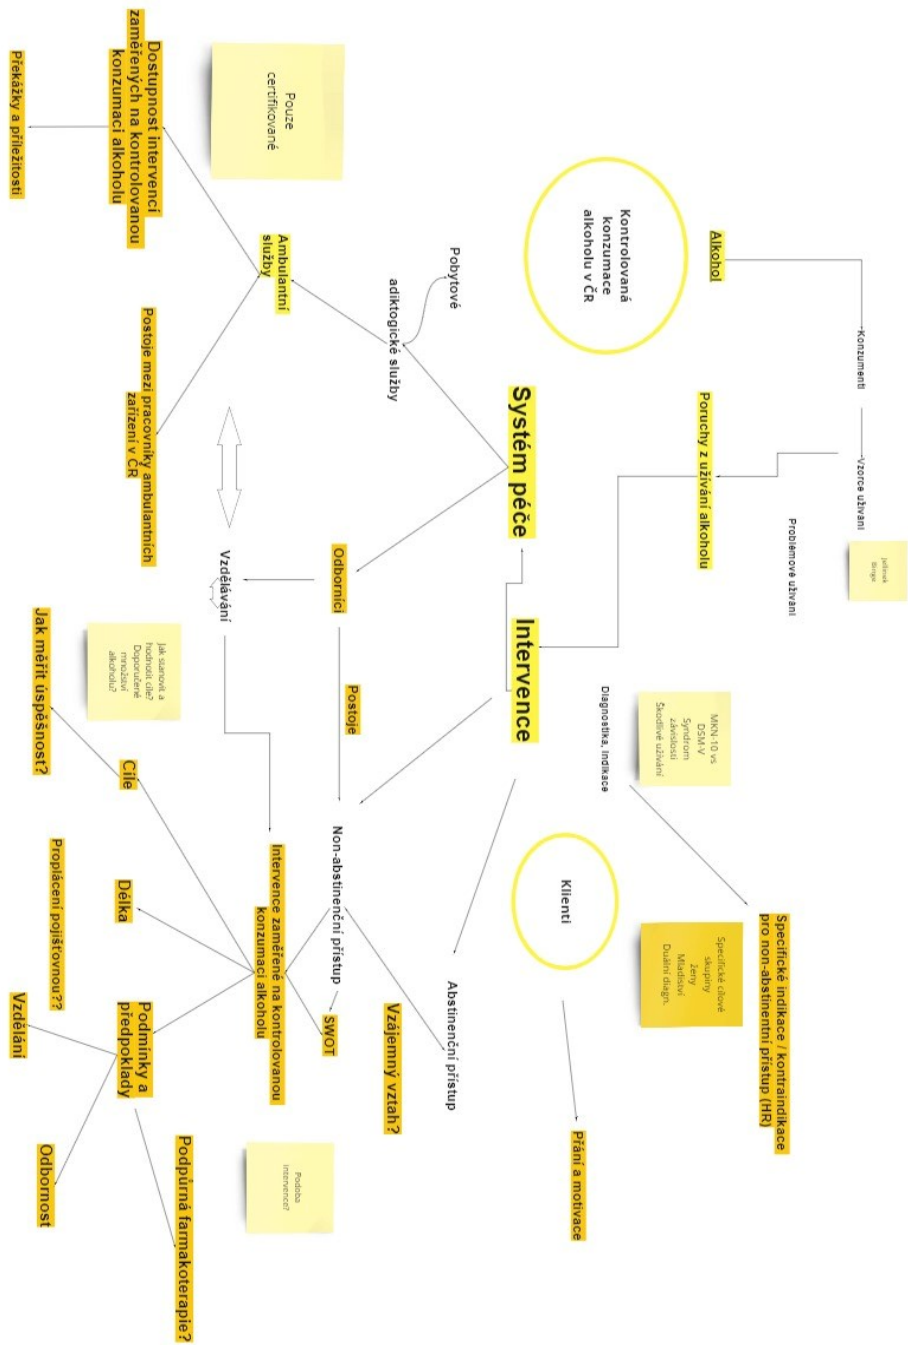 Alkohol
Konzumenti
Vzorce užívání
Jellinek
Binge
Problémové užívání
Poruchy z užívání alkoholu
Kontrolovaná
konzumace
alkoholu v ČR
MKN-10 vs
DSM-V
Syndrom
závislosti
Škodlivé užívání
Diagnostika, indikace
Specifické indikace / kontraindikace
pro non-abstinentní přístup (HR)
Specifické cílové
skupiny
ženy
Mladiství
Duální diagn.
Systém péče
Intervence
Klienti
Přání a motivace
Pobytové
adiktogické služby
Abstinenční přístup
Vzájemný vztah?
Pouze
certifikované
Ambulantní
služby
Odborníci
Postoje
Non-abstinenční přístup
SWOT
Vzdělávání
Intervence zaměřené na kontrolovanou
konzumaci alkoholu
Podoba
intervence?
Dostupnost intervencí
zaměřených na kontrolovanou
konzumaci alkoholu
Postoje mezi pracovníky ambulantních
zařízení v ČR
Jak stanovit a
hodnotit cíle?
Doporučené
množství
alkoholu?
Cíle
Délka
Podmínky a
předpoklady
Podpůrná farmakoterapie?
Překážky a příležitosti
Jak měřit úspěšnost?
Proplácení pojišťovnou??
Vzdělání
Odbornost